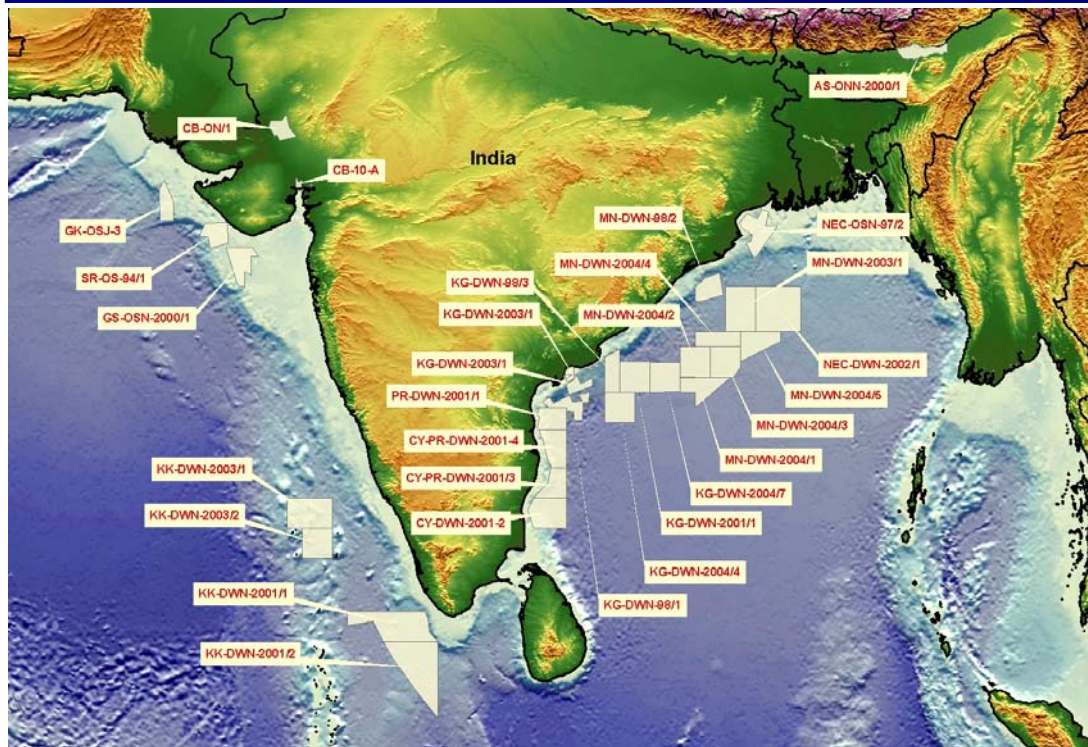 AS-ONN-2000/1
CB-ON/1
India
CB-10-A
MN-DWN-98/2
NEC-OSN-97/2
GK-OSJ-3
MN-DWN-2004/4
MN-DWN-2003/1
SR-OS-94/1
KG-DWN-98/3
GS-OSN-2000/1
KG-DWN-2003/1
MN-DWN-2004/2
KG-DWN-2003/1
NEC-DWN-2002/1
PR-DWN-2001/1
MN-DWN-2004/5
MN-DWN-2004/3
CY-PR-DWN-2001-4
MN-DWN-2004/1
KK-DWN-2003/1
CY-PR-DWN-2001/3
KG-DWN-2004/7
KK-DWN-2003/2
CY-DWN-2001-2
KG-DWN-2001/1
KG-DWN-2004/4
KK-DWN-2001/1
KG-DWN-98/1
KK-DWN-2001/2